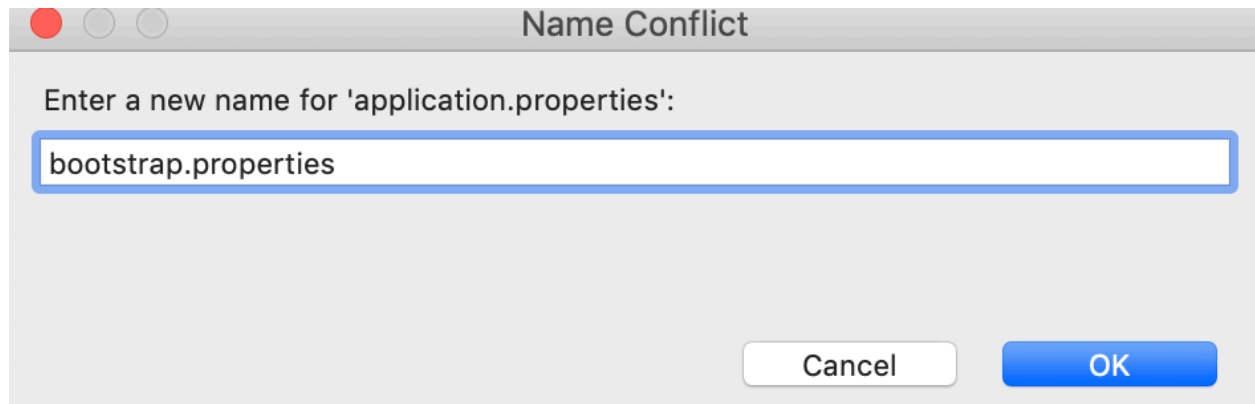 Name Conflict
Enter a new name for 'application.properties':
bootstrap.properties
Cancel OK